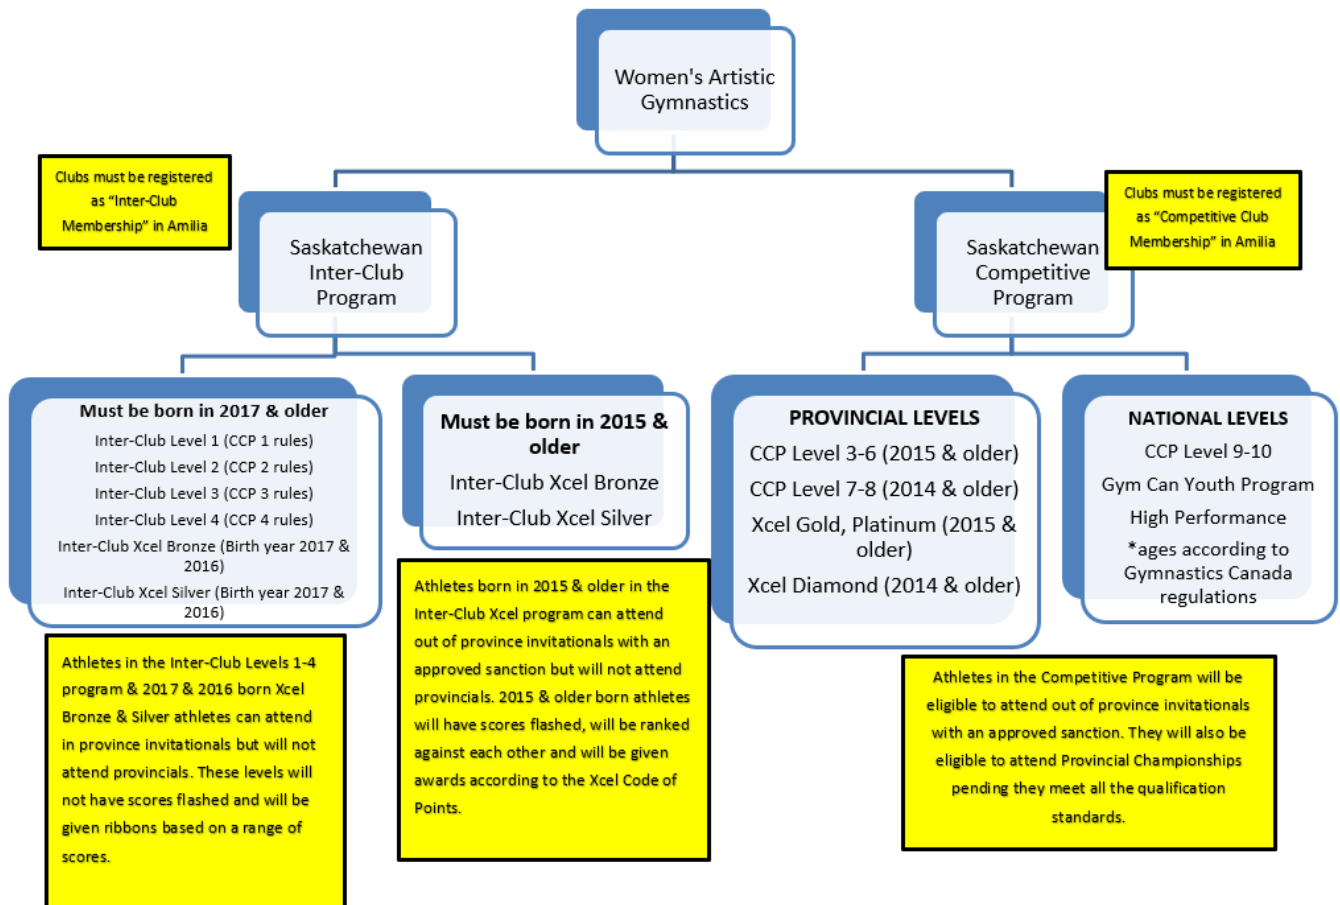 Women's Artistic
Gymnastics
Clubs must be registered
as “Inter-Club
Membership” in Amilia
Clubs must be registered
as “Competitive Club
Membership” in Amilia
Saskatchewan
Inter-Club
Program
Saskatchewan
Competitive
Program
Must be born in 2017 & older
Inter-Club Level 1 (CCP 1 rules)
Inter-Club Level 2 (CCP 2 rules)
Inter-Club Level 3 (CCP 3 rules)
Inter-Club Level 4 (CCP 4 rules)
Inter-Club Xcel Bronze (Birth year 2017 &
2016)
Inter-Club Xcel Silver (Birth year 2017 &
2016)
Must be born in 2015 &
older
Inter-Club Xcel Bronze
Inter-Club Xcel Silver
PROVINCIAL LEVELS
CCP Level 3-6 (2015 & older)
CCP Level 7-8 (2014 & older)
Xcel Gold, Platinum (2015 &
older)
Xcel Diamond (2014 & older)
NATIONAL LEVELS
CCP Level 9-10
Gym Can Youth Program
High Performance
*ages according to
Gymnastics Canada
regulations
Athletes in the Inter-Club Levels 1-4
program & 2017 & 2016 born Xcel
Bronze & Silver athletes can attend
in province invitationals but will not
attend provincials. These levels will
not have scores flashed and will be
given ribbons based on a range of
scores.
Athletes born in 2015 & older in the
Inter-Club Xcel program can attend
out of province invitationals with an
approved sanction but will not attend
provincials. 2015 & older born athletes
will have scores flashed, will be ranked
against each other and will be given
awards according to the Xcel Code of
Points.
Athletes in the Competitive Program will be
eligible to attend out of province invitationals
with an approved sanction. They will also be
eligible to attend Provincial Championships
pending they meet all the qualification
standards.